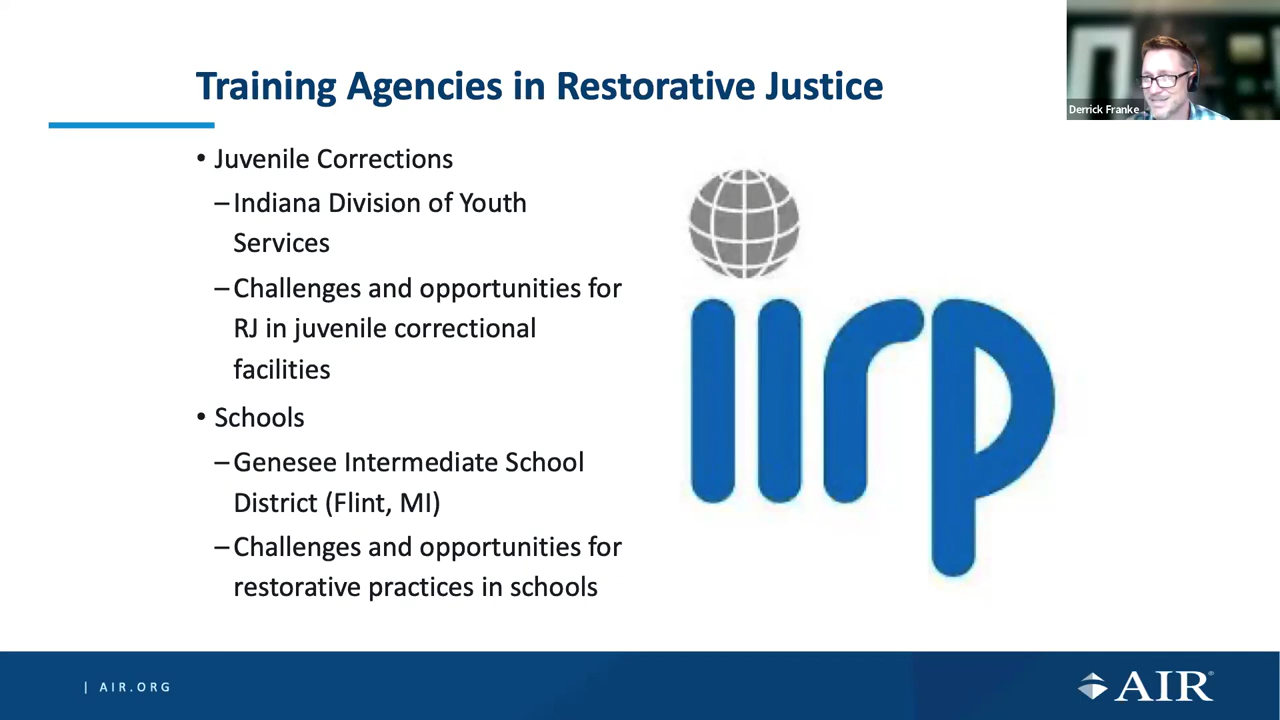 Training Agencies in Restorative Justice
Derrick Franke
• Juvenile Corrections
–Indiana Division of Youth
Services
–Challenges and opportunities for
RJ in juvenile correctional
facilities
• Schools
–Genesee Intermediate School
District (Flint, MI)
–Challenges and opportunities for
restorative practices in schools
iirp
| AIR.ORG
AIR®